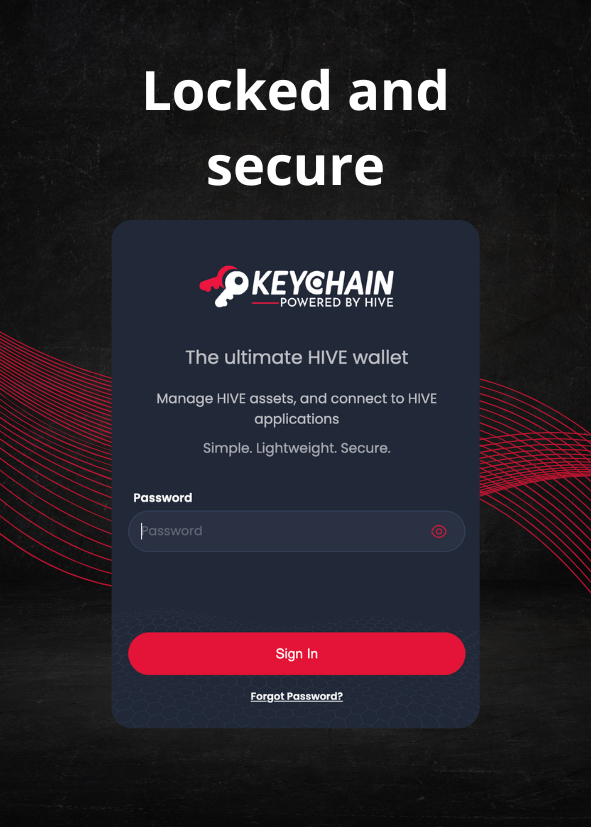 Locked and
secure
KEYCHAIN
POWERED BY HIVE
The ultimate HIVE wallet
Manage HIVE assets, and connect to HIVE
applications
Simple. Lightweight. Secure.
Password
Password
Sign In
Forgot Password?